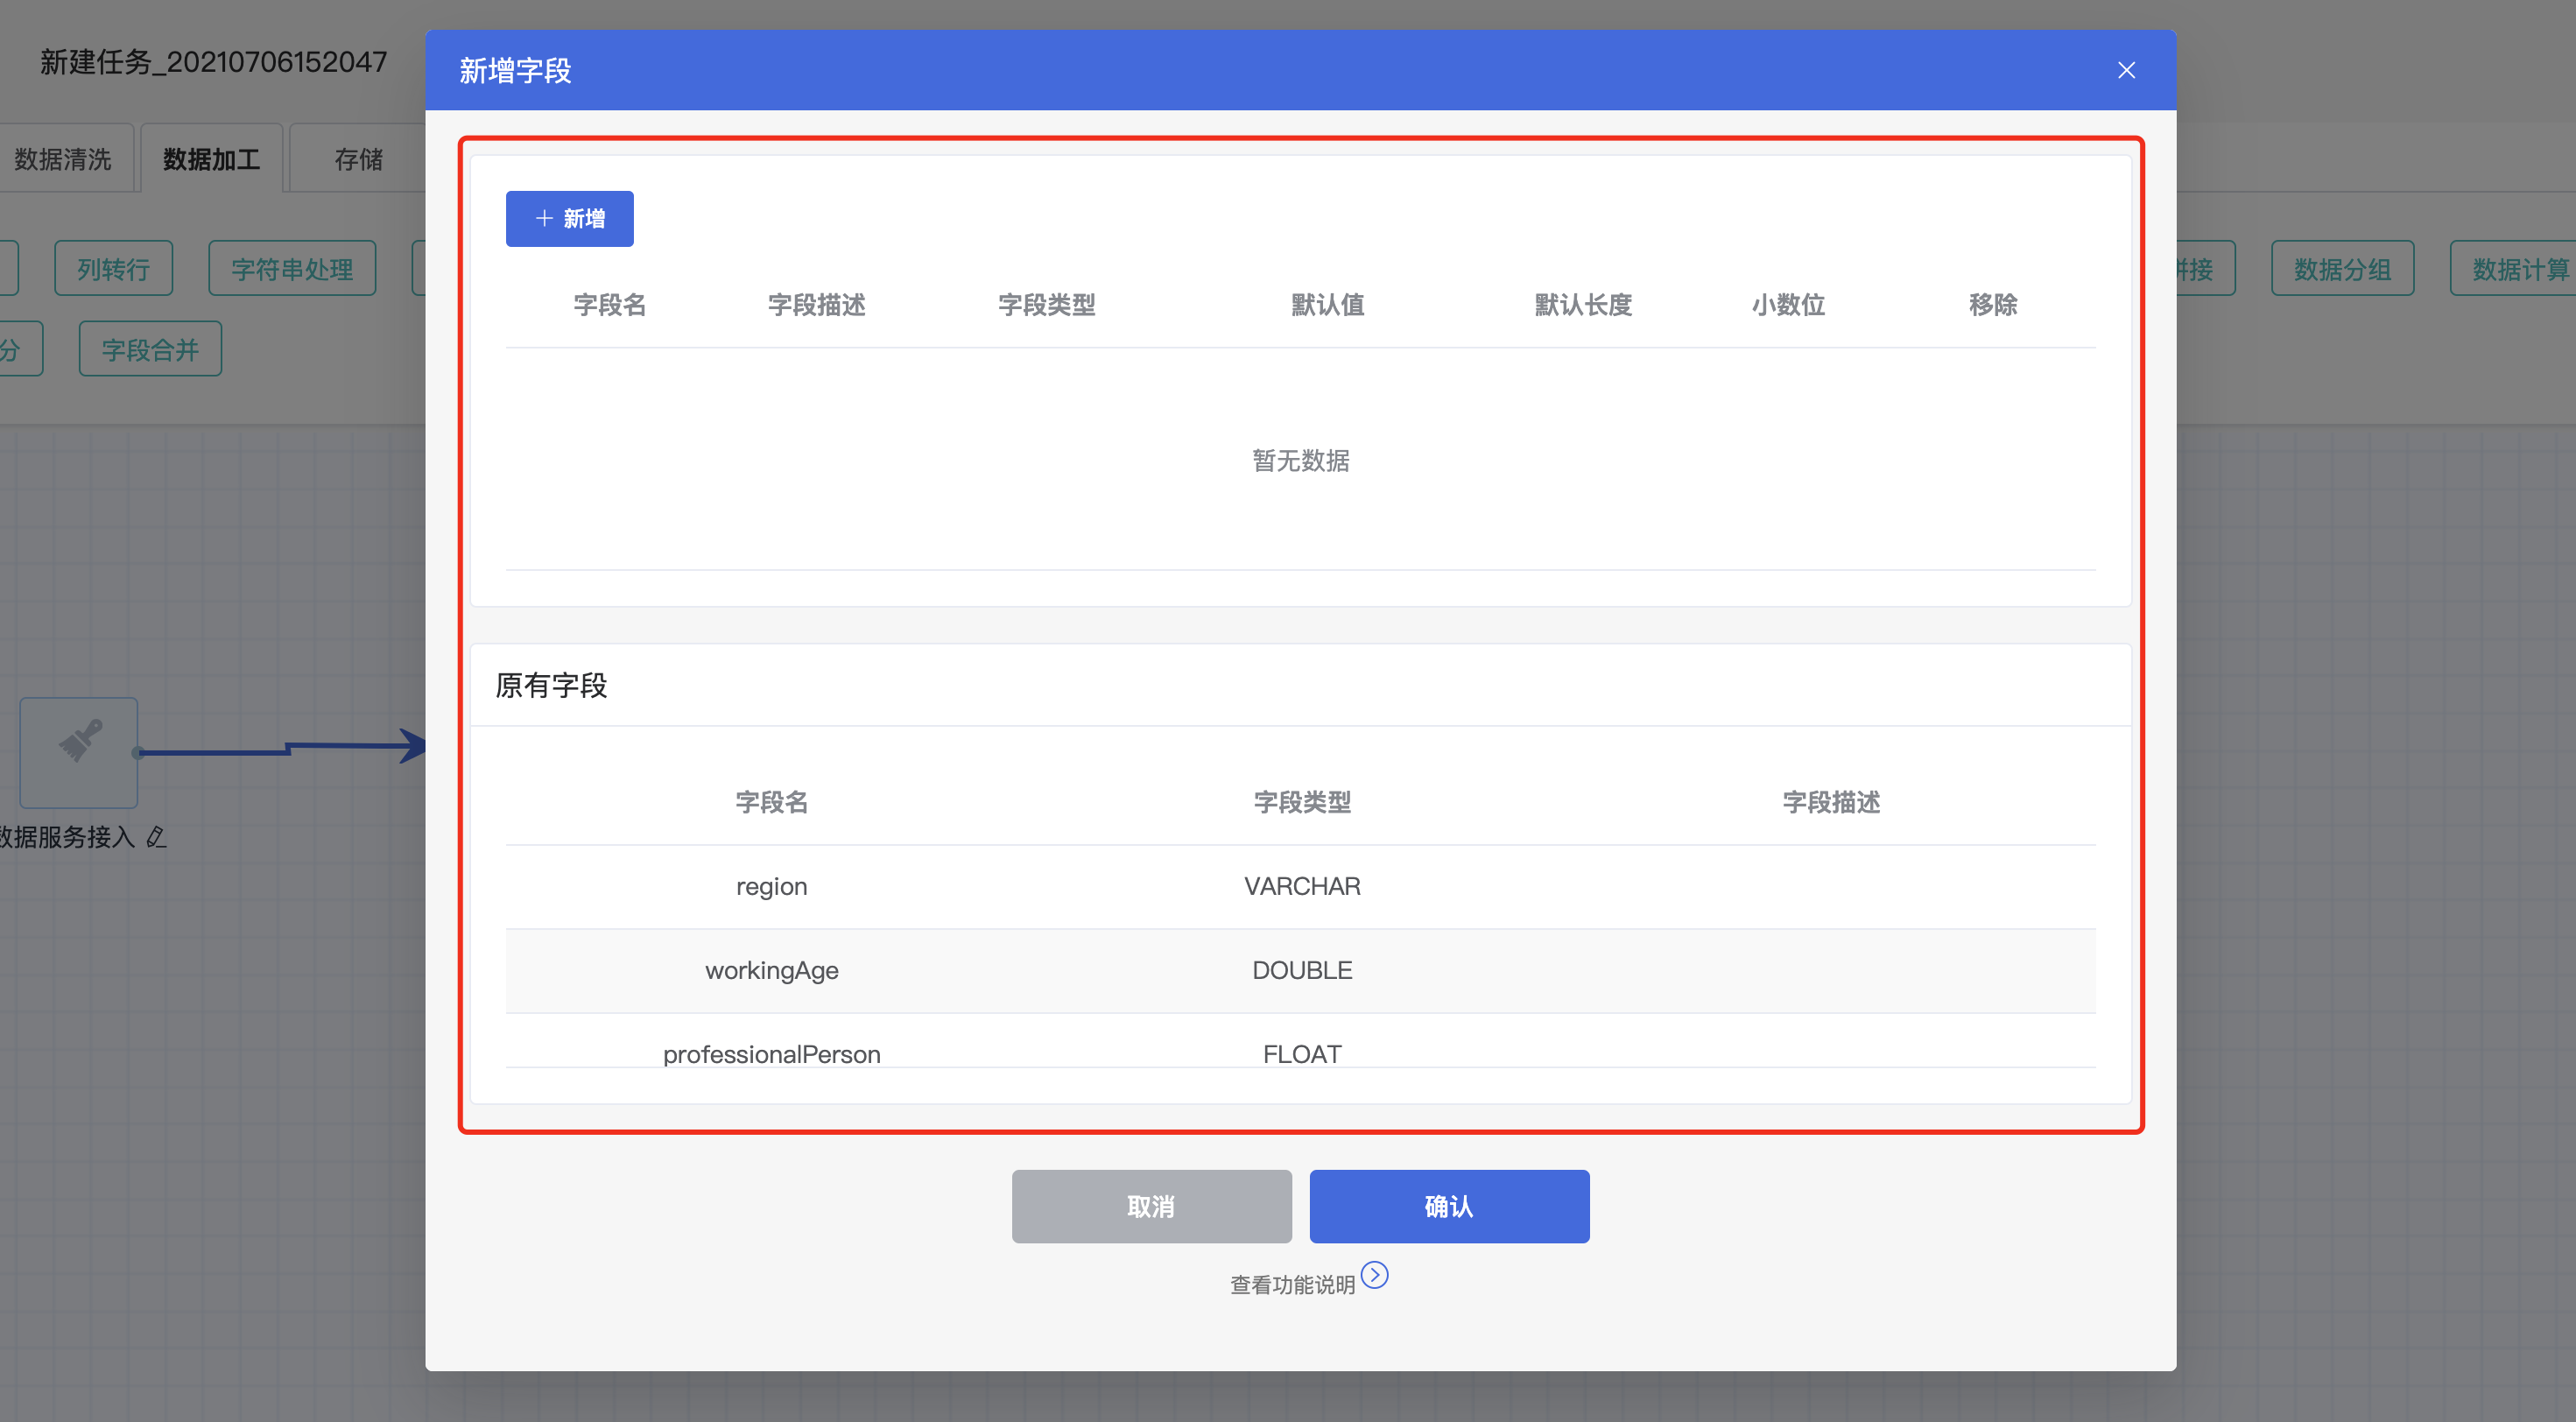 新建任务_20210706152047
新增字段
数据清洗
数据加工
存储
列转行
字符串处理
拼接
数据分组
数据计算
分
字段合并
新增
字段名
字段描述
字段类型
默认值
默认长度
小数位
移除
暂无数据
原有字段
字段名
字段类型
字段描述
region
VARCHAR
workingAge
DOUBLE
professionalPerson
FLOAT
数据服务接入
取消
确认
查看功能说明